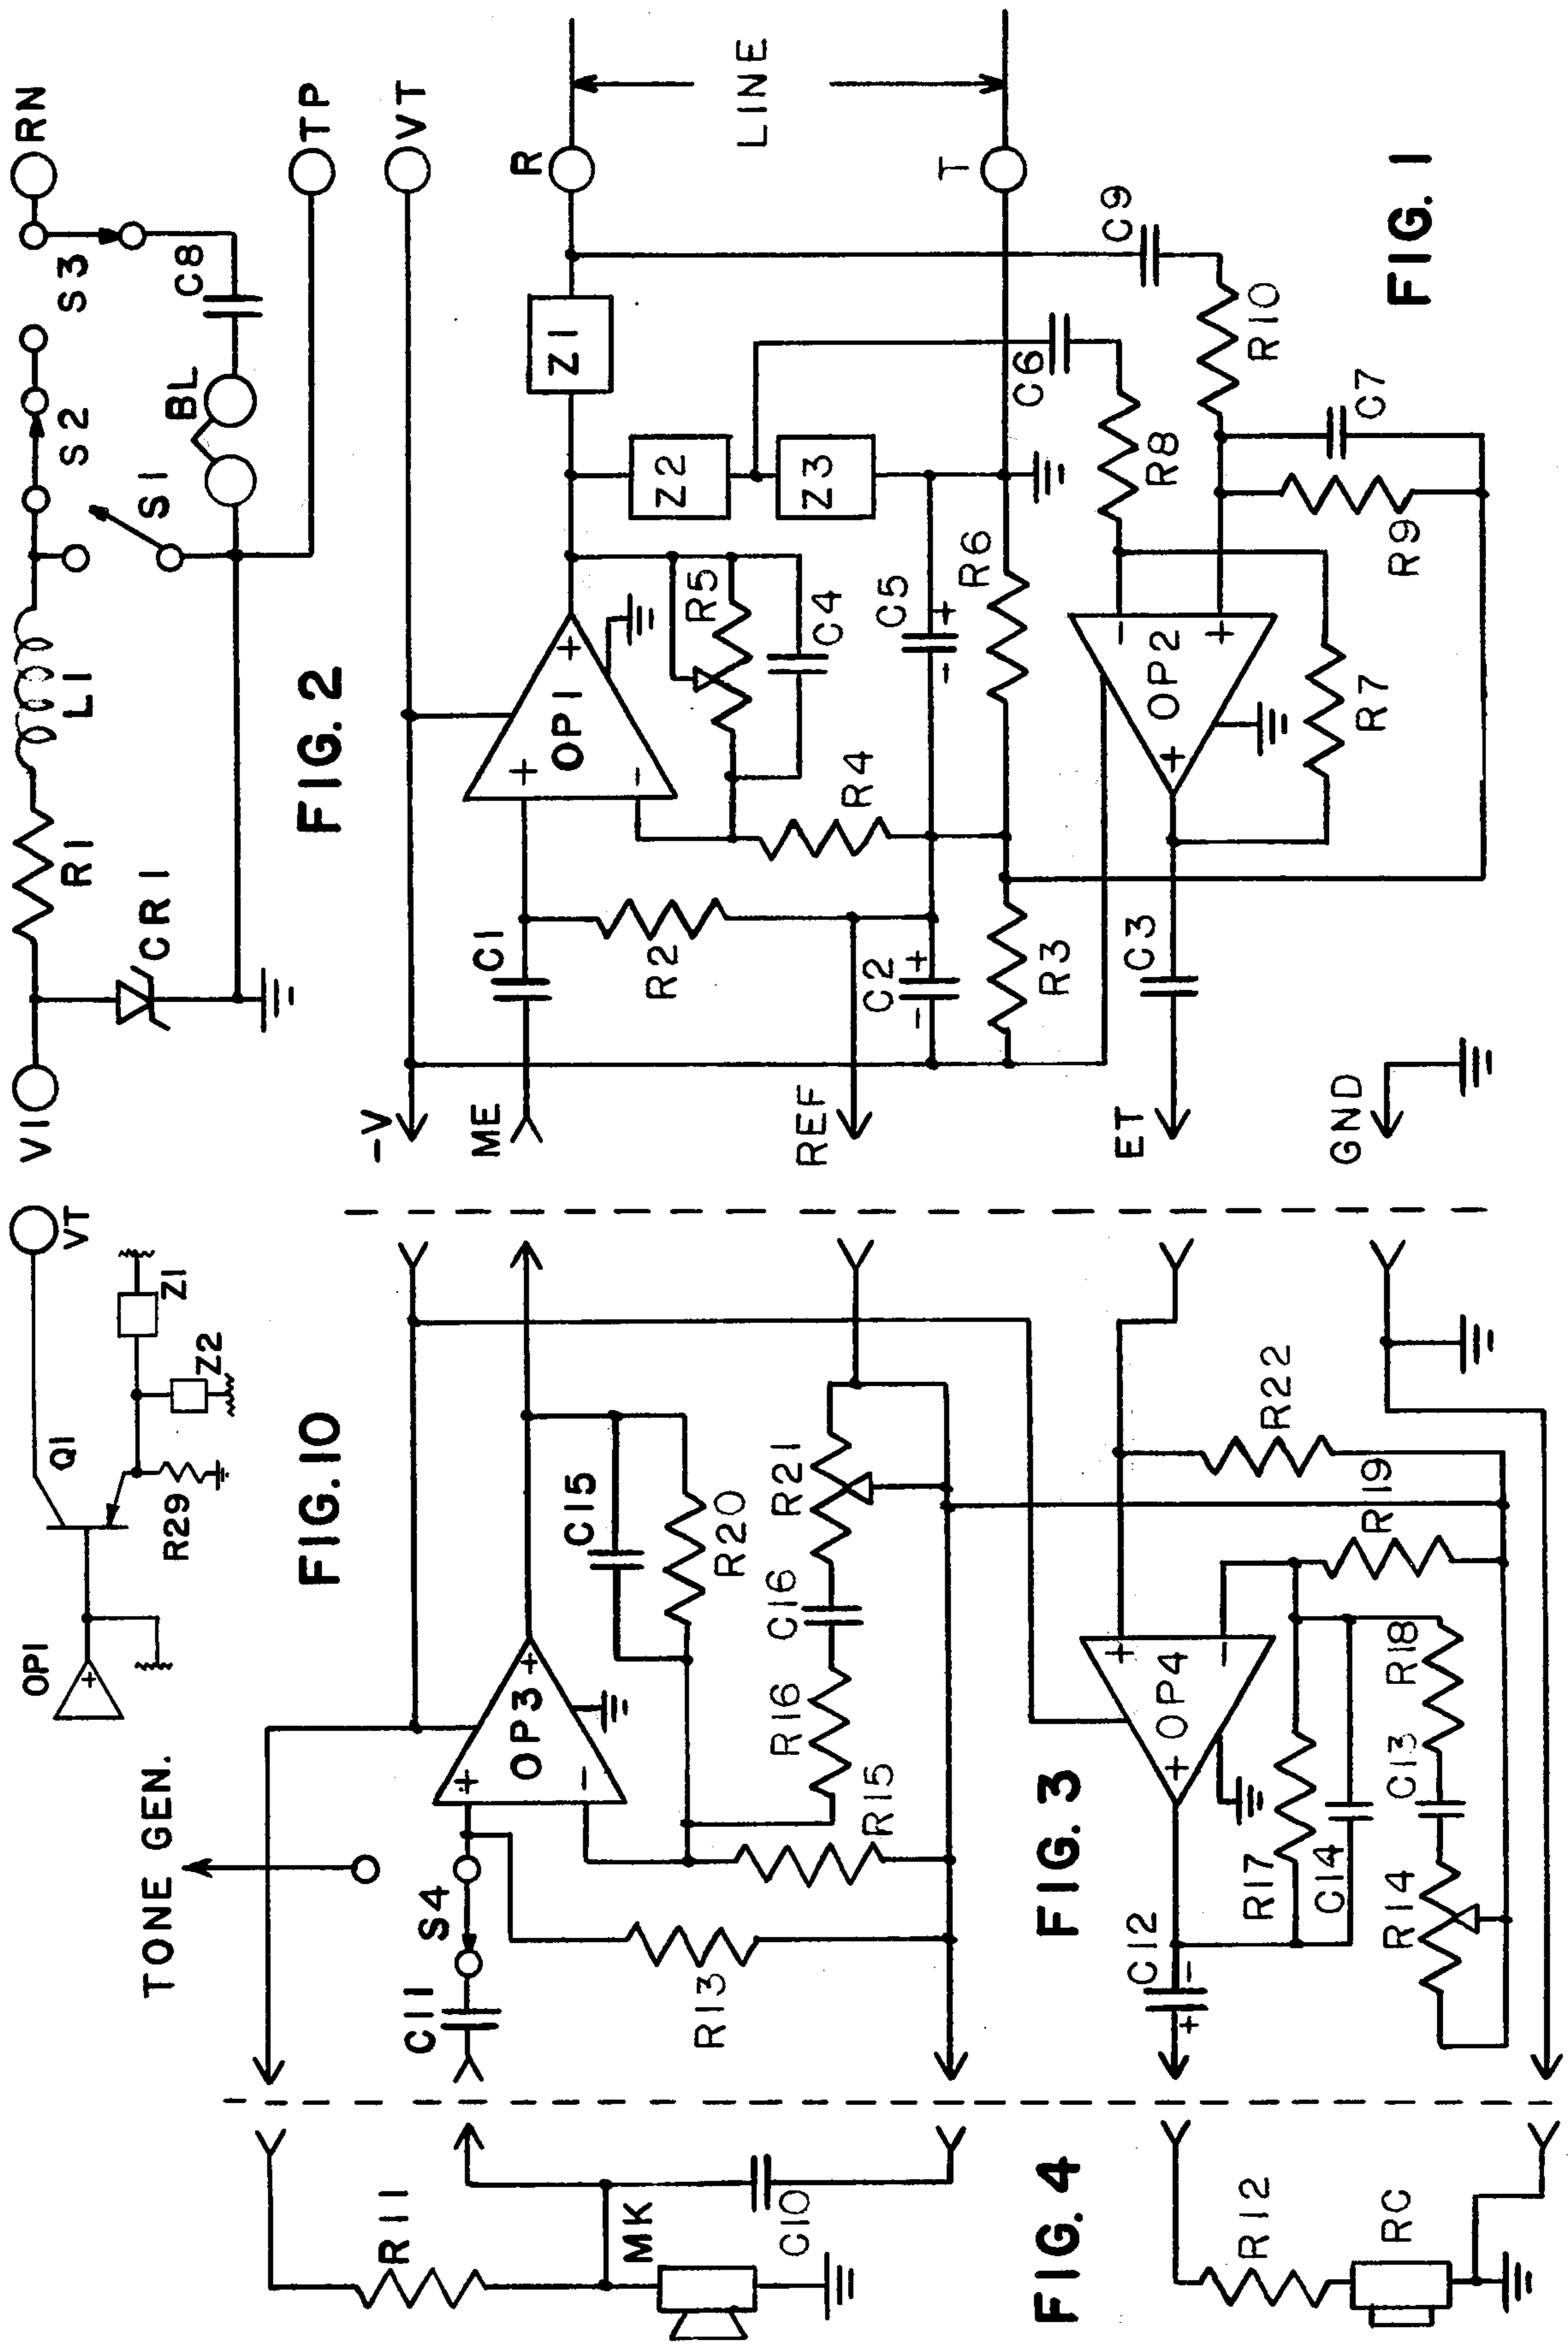 RN
TP
VT
S3
C8
S2
BL
S1
L1
R1
CR1
VI
FIG. 2
R
LINE
T
Z1
Z2
Z3
C9
C6
R10
R8
C7
R9
OP1
+
-
+
R5
C4
C5
+
-
R6
R4
OP2
-
+
+
R7
C1
R2
C2
+
-
R3
C3
-V
ME
REF
ET
GND
FIG. 1
VT
Q1
Z1
Z2
R29
OP1
+
FIG. 10
TONE GEN.
OP3
+
-
+
C15
R20
R21
C16
R16
R15
S4
C11
R13
R22
R19
OP4
+
-
+
R18
C13
R17
C14
R14
C12
-
+
FIG. 3
R11
MK
C10
R12
RC
FIG. 4